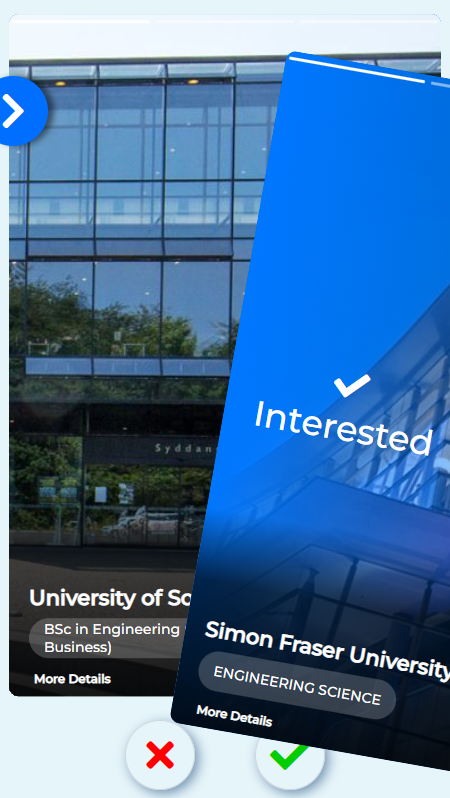 Syddan
University of So
BSc in Engineering
Business)
More Details
Interested
Simon Fraser University
ENGINEERING SCIENCE
More Details